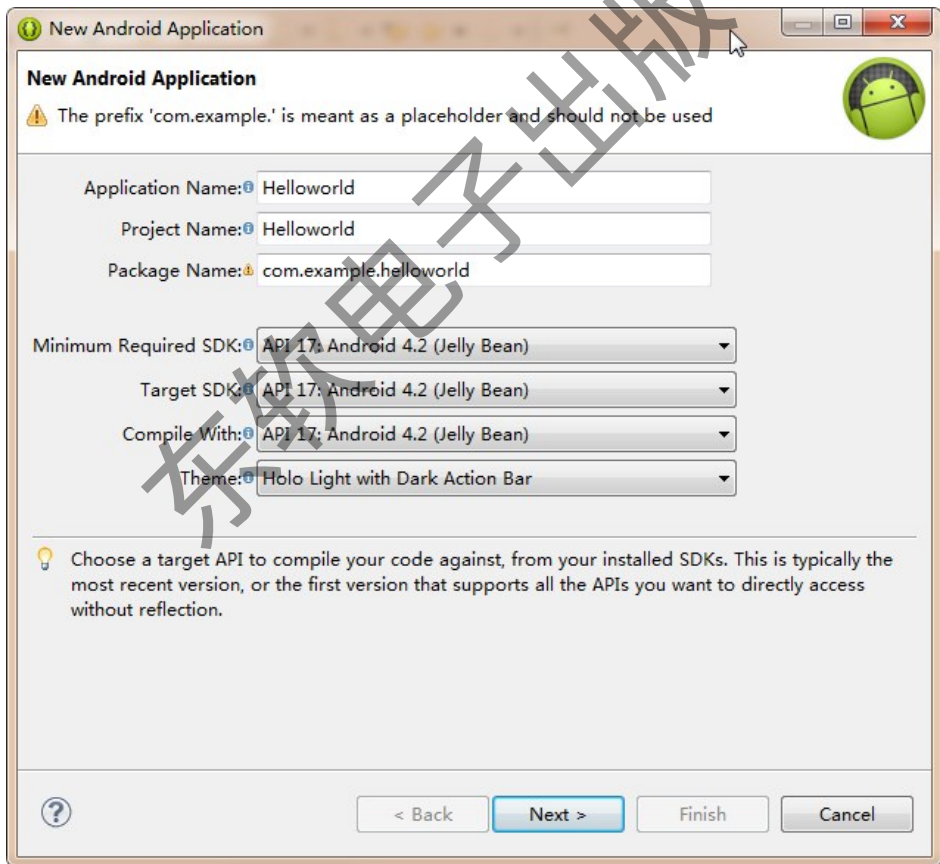 New Android Application
New Android Application
The prefix 'com.example.' is meant as a placeholder and should not be used
Application Name: Helloworld
Project Name: Helloworld
Package Name: com.example.helloworld
Minimum Required SDK: API 17: Android 4.2 (Jelly Bean)
Target SDK: API 17: Android 4.2 (Jelly Bean)
Compile With: API 17: Android 4.2 (Jelly Bean)
Theme: Holo Light with Dark Action Bar
Choose a target API to compile your code against, from your installed SDKs. This is typically the
most recent version, or the first version that supports all the APIs you want to directly access
without reflection.
< Back Next > Finish Cancel
东软电子出版